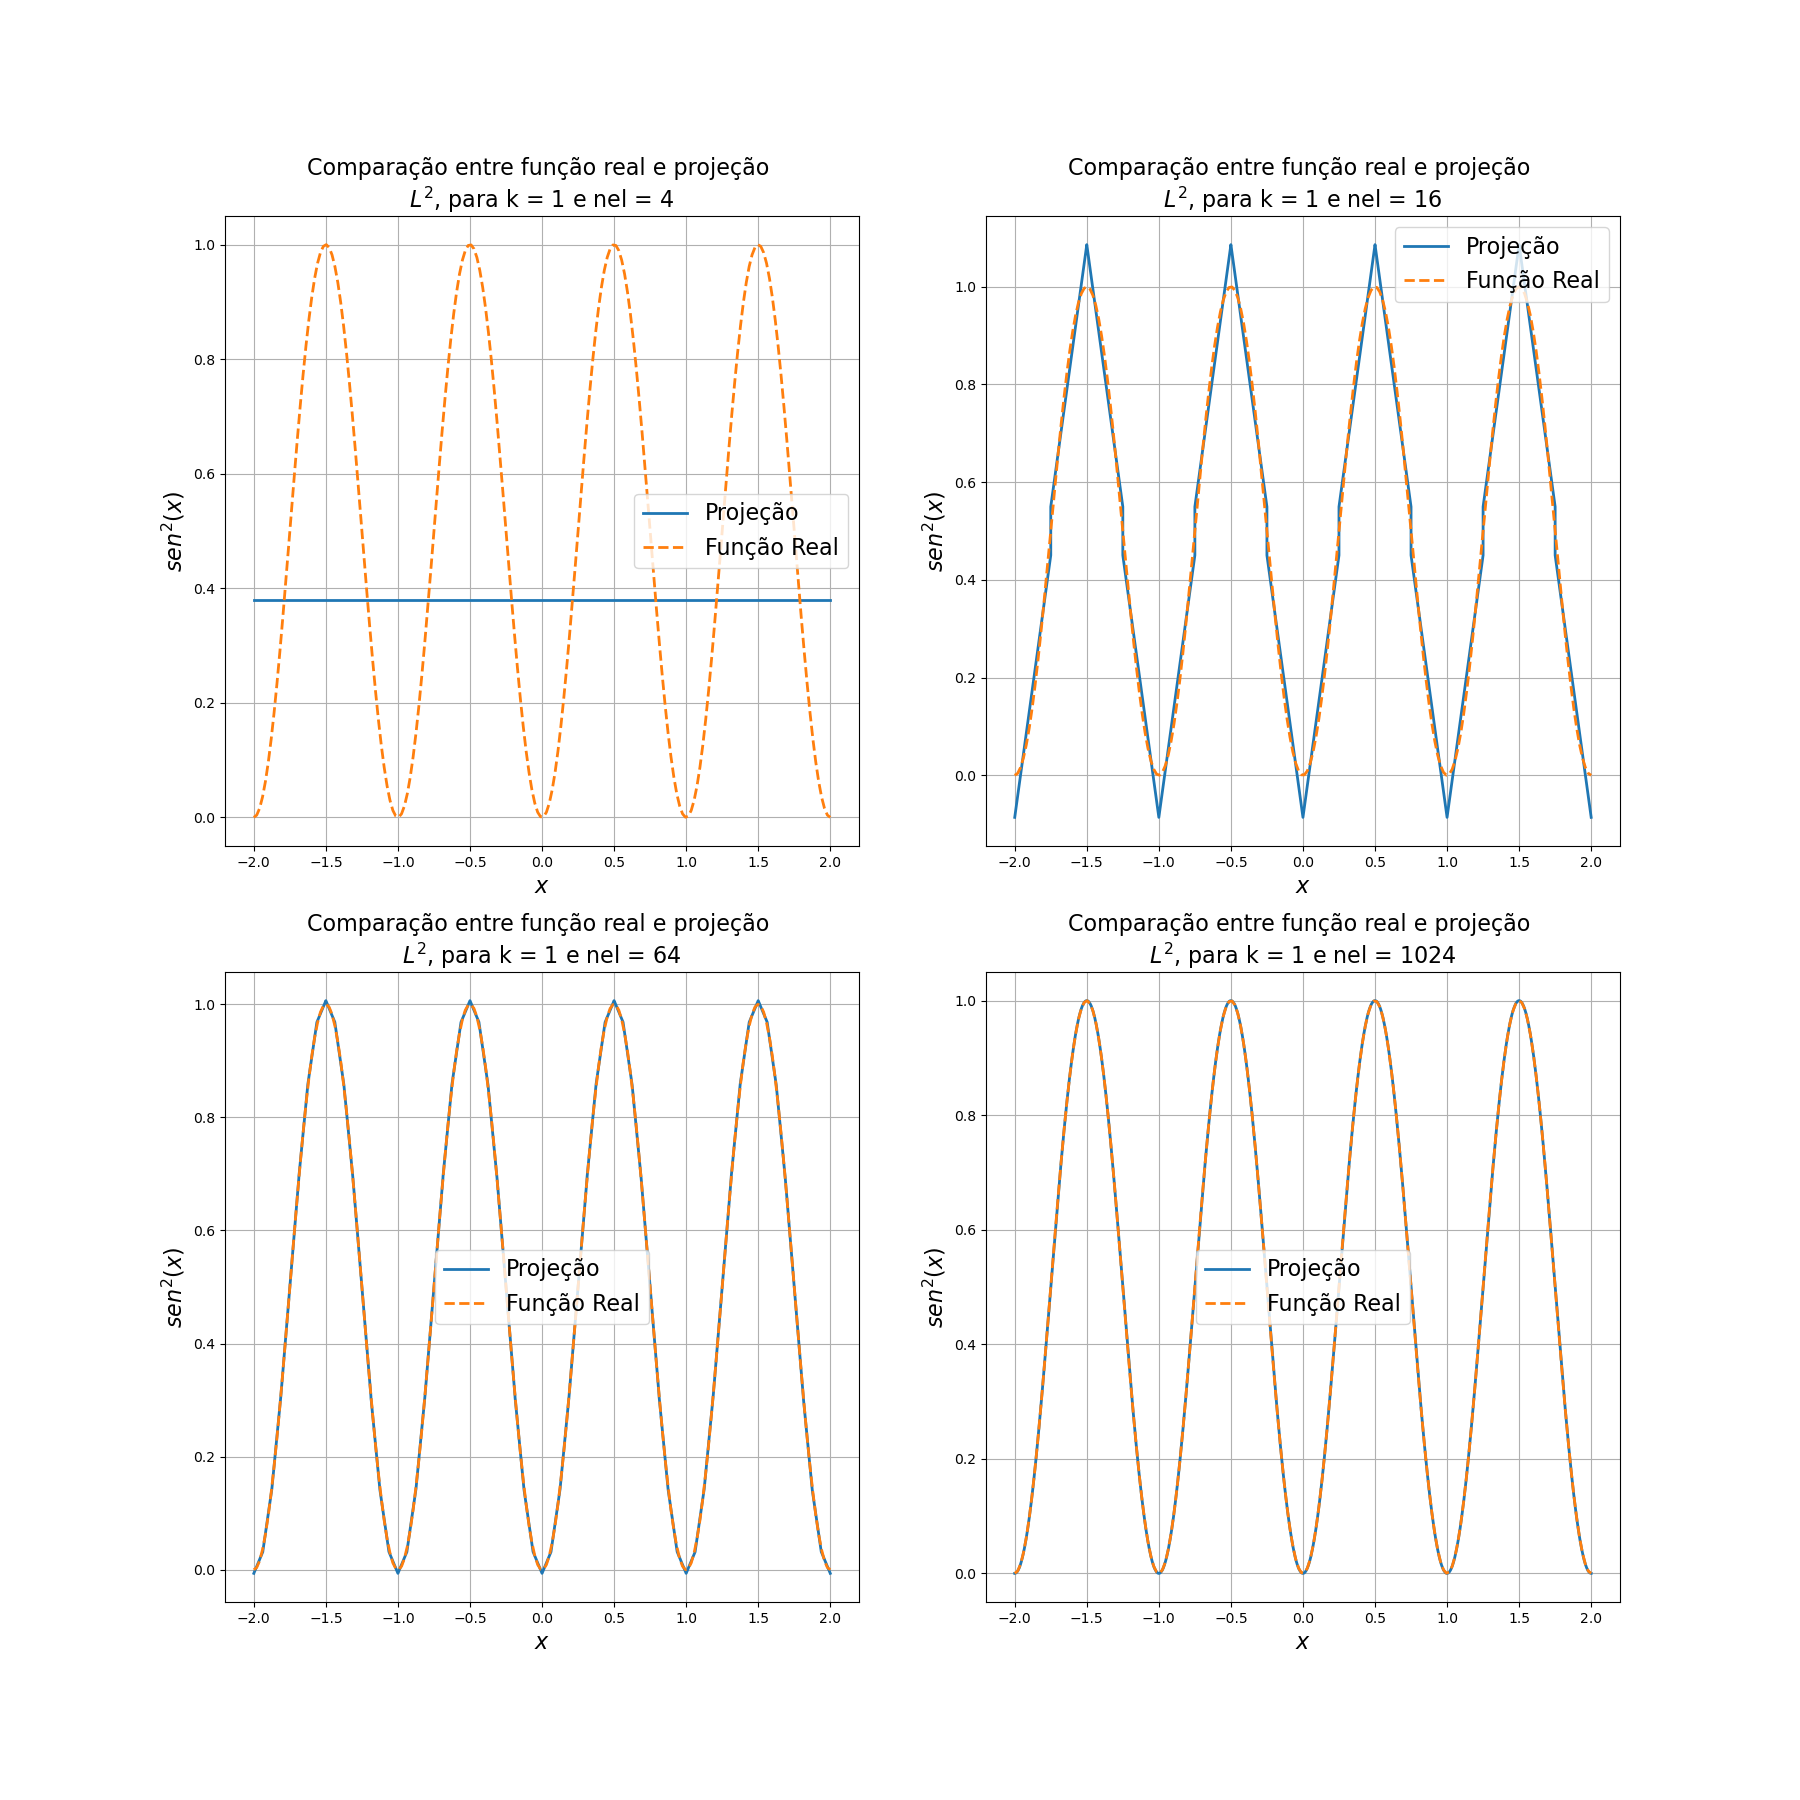 Comparação entre função real e projeção
L², para k = 1 e nel = 4
1.0
0.8
0.6
0.4
0.2
0.0
sen²(x)
Projeção
Função Real
−2.0 −1.5 −1.0 −0.5 0.0 0.5 1.0 1.5 2.0
x
Comparação entre função real e projeção
L², para k = 1 e nel = 16
1.0
0.8
0.6
0.4
0.2
0.0
sen²(x)
Projeção
Função Real
−2.0 −1.5 −1.0 −0.5 0.0 0.5 1.0 1.5 2.0
x
Comparação entre função real e projeção
L², para k = 1 e nel = 64
1.0
0.8
0.6
0.4
0.2
0.0
sen²(x)
Projeção
Função Real
−2.0 −1.5 −1.0 −0.5 0.0 0.5 1.0 1.5 2.0
x
Comparação entre função real e projeção
L², para k = 1 e nel = 1024
1.0
0.8
0.6
0.4
0.2
0.0
sen²(x)
Projeção
Função Real
−2.0 −1.5 −1.0 −0.5 0.0 0.5 1.0 1.5 2.0
x